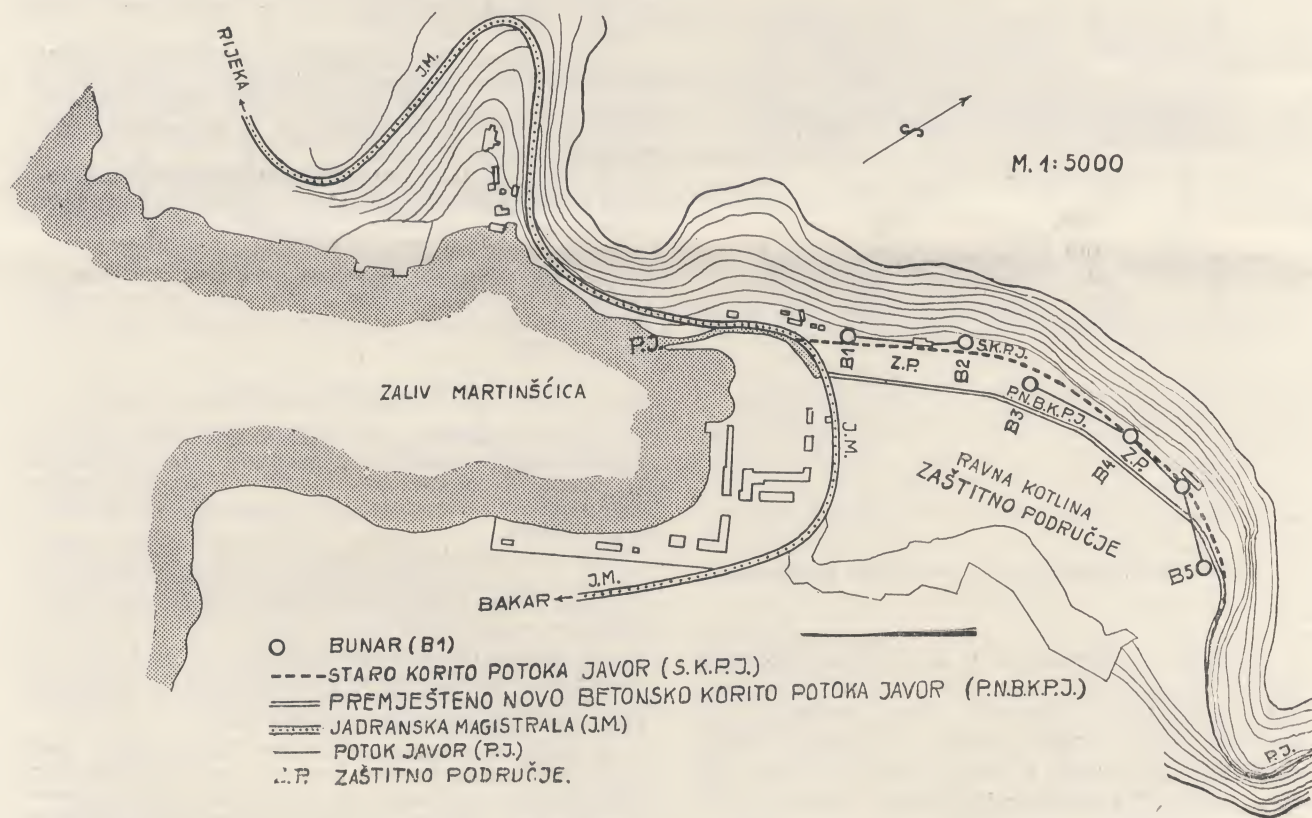 RIJEKA
J.M.
S
M. 1:5000
P.J.
B1
Z.P.
B2
S.K.P.J.
ZALIV MARTINŠĆICA
B3
P.N.B.K.P.J.
J.M.
B4
Z.P.
RAVNA KOTLINA
ZAŠTITNO PODRUČJE
B5
J.M.
BAKAR
P.J.
BUNAR (B1)
STARO KORITO POTOKA JAVOR (S.K.P.J.)
PREMJEŠTENO NOVO BETONSKO KORITO POTOKA JAVOR (P.N.B.K.P.J.)
JADRANSKA MAGISTRALA (J.M.)
POTOK JAVOR (P.J.)
Z.P. ZAŠTITNO PODRUČJE.